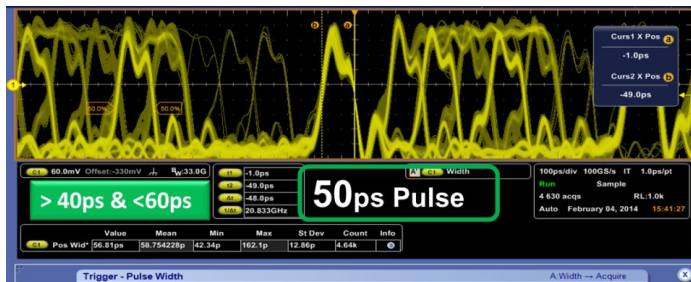 b a
Curs1 X Pos a
-1.0ps
Curs2 X Pos b
-49.0ps
1
50.0% 50.0%
C1 60.0mV Offset:-330mV BW:33.0G
t1 -1.0ps
t2 -49.0ps
Δt -48.0ps
1/Δt 20.833GHz
A' C1 Width
100ps/div 100GS/s IT 1.0ps/pt
Run Sample
4 630 acqs RL:1.0k
Auto February 04, 2014 15:41:27
> 40ps & <60ps
50ps Pulse
Value Mean Min Max St Dev Count Info
C1 Pos Wid* 56.81ps 58.754228p 42.34p 162.1p 12.86p 4.64k
Trigger - Pulse Width A:Width → Acquire X